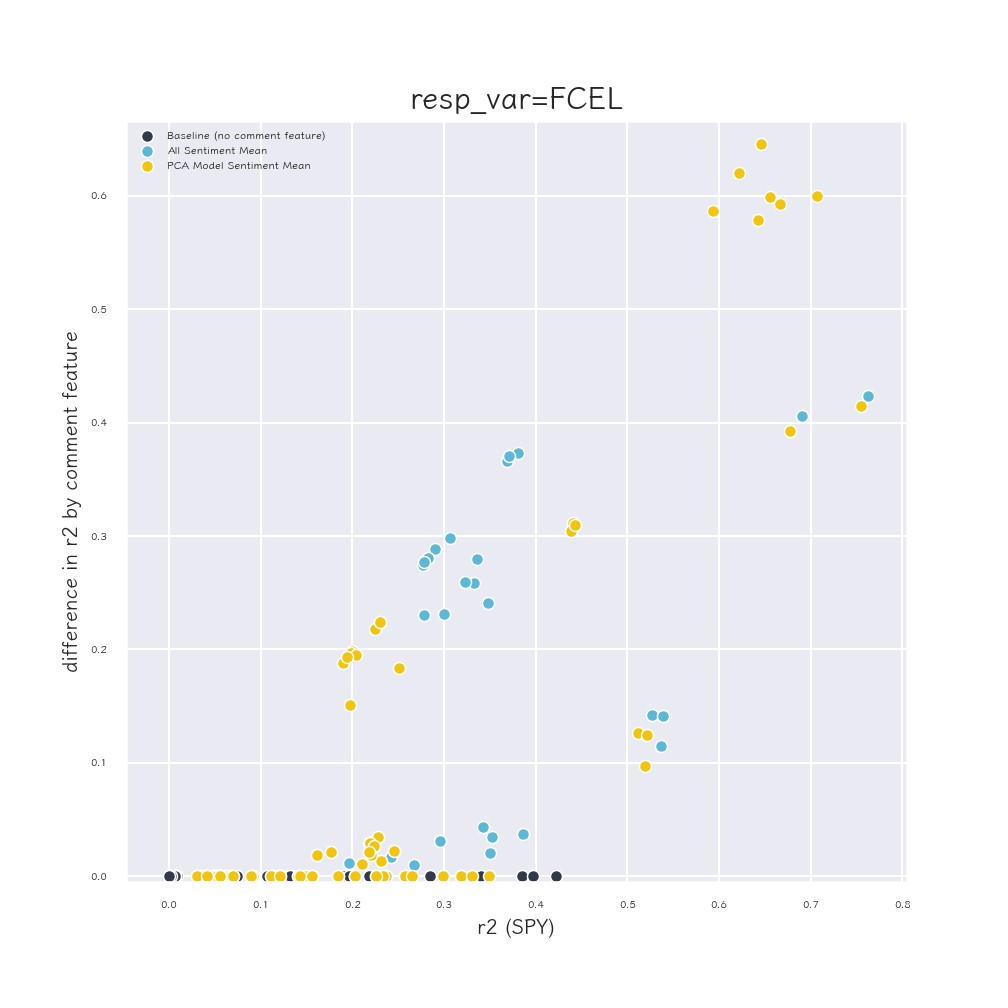 resp_var=FCEL
Baseline (no comment feature)
All Sentiment Mean
PCA Model Sentiment Mean
difference in r2 by comment feature
0.6
0.5
0.4
0.3
0.2
0.1
0.0
0.0 0.1 0.2 0.3 0.4 0.5 0.6 0.7 0.8
r2 (SPY)